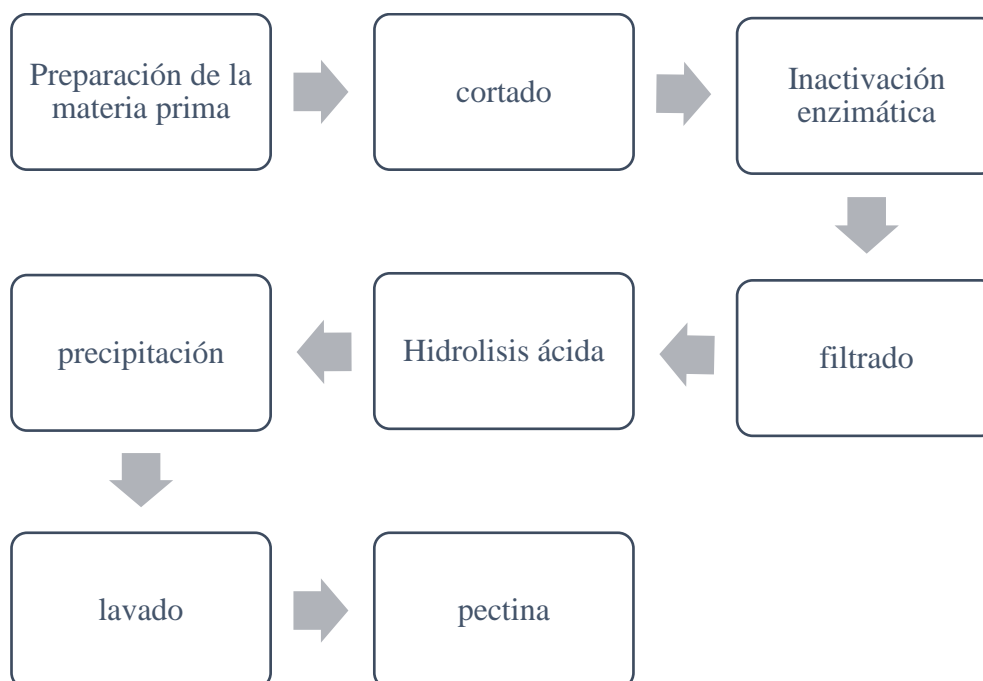 Preparación de la
materia prima
cortado
Inactivación
enzimática
filtrado
Hidrolisis ácida
precipitación
lavado
pectina